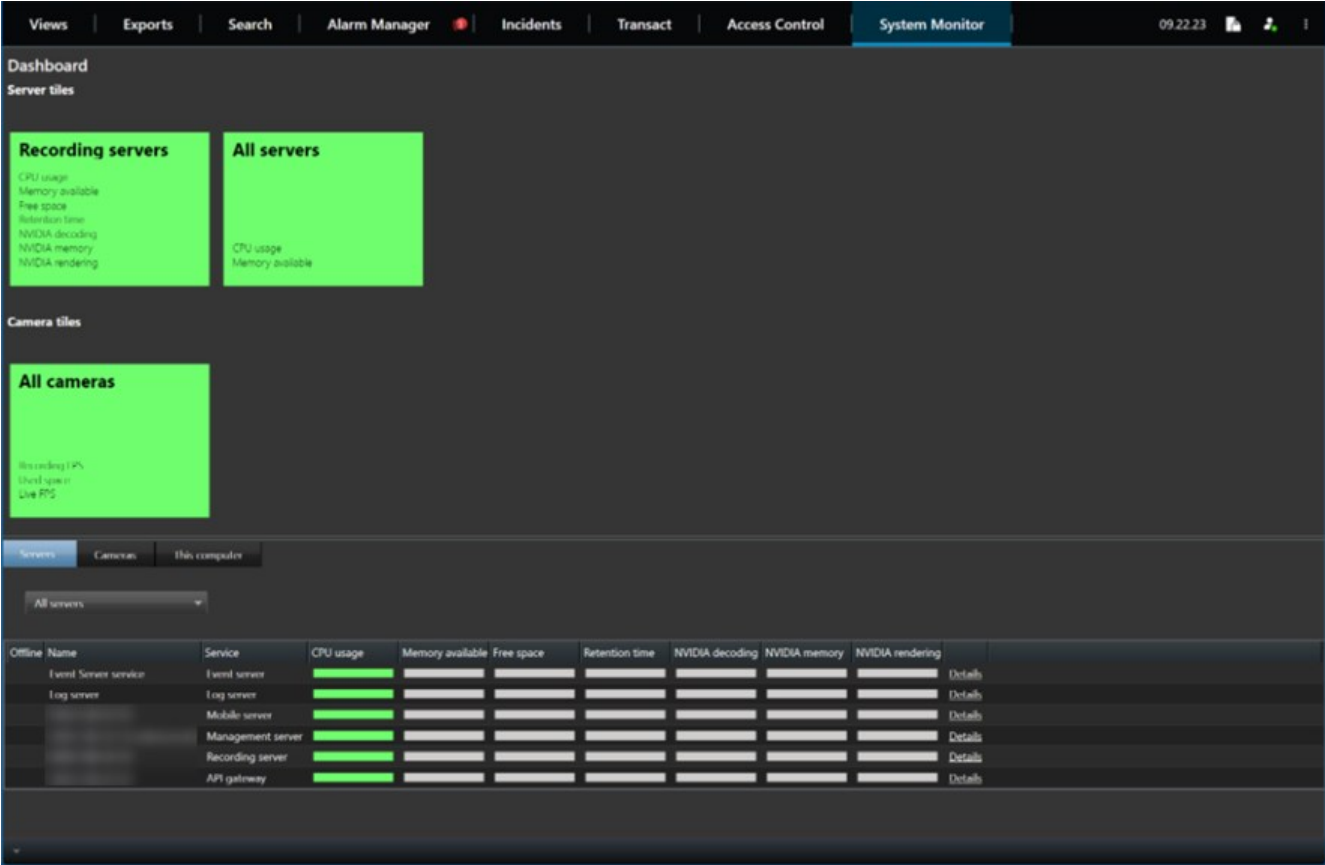 Views Exports Search Alarm Manager Incidents Transact Access Control System Monitor 09.22.23
Dashboard
Server tiles
Recording servers
CPU usage
Memory available
Free space
Retention time
NVIDIA decoding
NVIDIA memory
NVIDIA rendering
All servers
CPU usage
Memory available
Camera tiles
All cameras
Recording FPS
Used space
Live FPS
Servers Cameras This computer
All servers
Offline Name Service CPU usage Memory available Free space Retention time NVIDIA decoding NVIDIA memory NVIDIA rendering
Event Server service Event server Details
Log server Log server Details
Mobile server Details
Management server Details
Recording server Details
API gateway Details